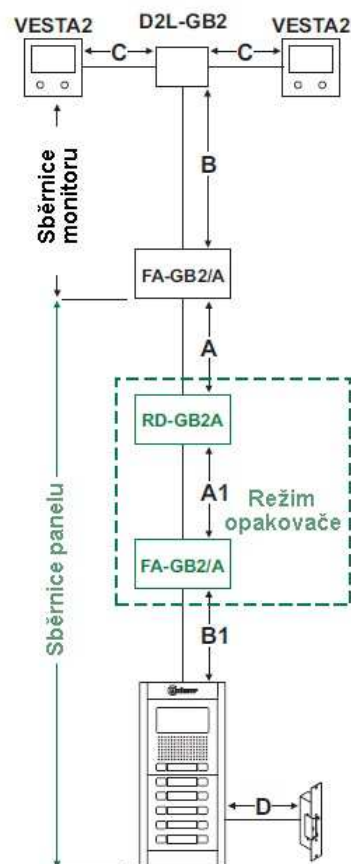 D2L-GB2
VESTA2
VESTA2
C
C
B
Sběrnice
monitoru
FA-GB2/A
A
RD-GB2A
A1
Režim
opakovače
FA-GB2/A
Sběrnice panelu
B1
D